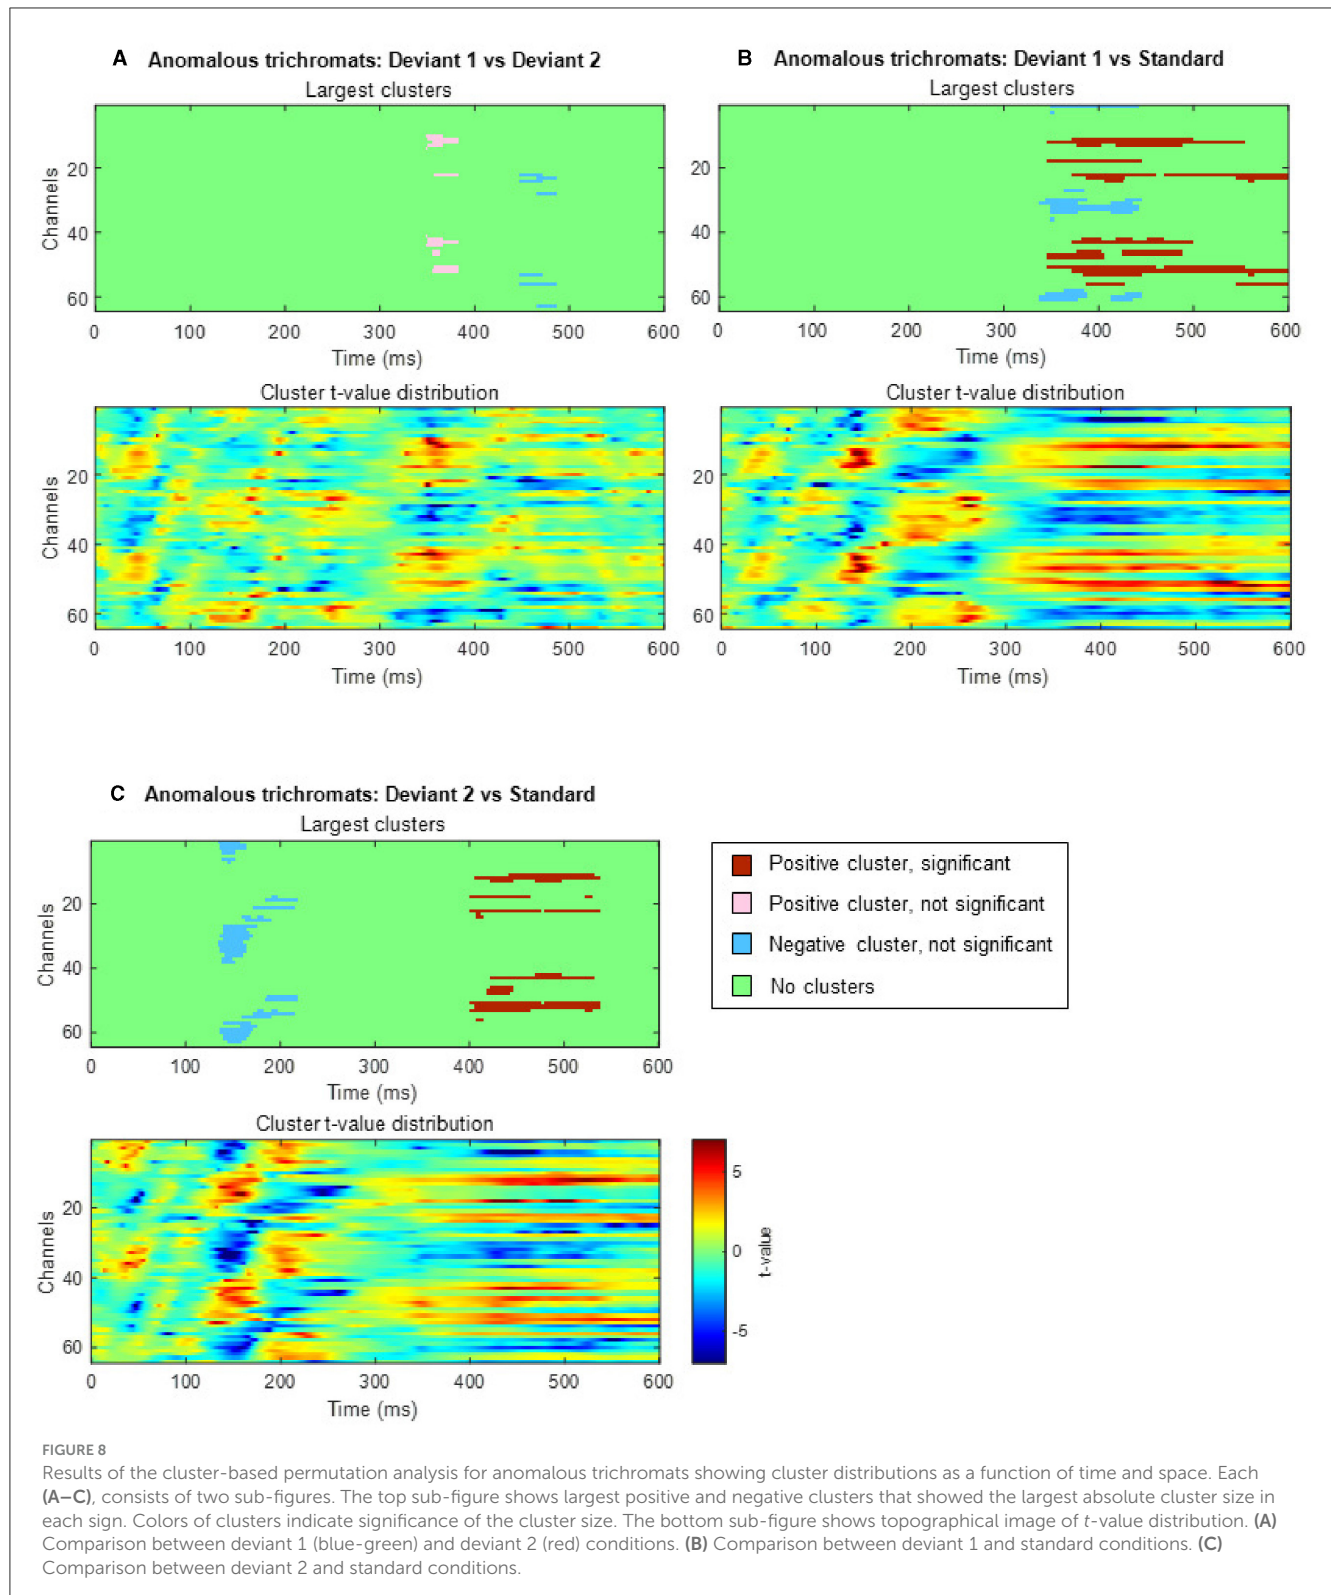 A Anomalous trichromats: Deviant 1 vs Deviant 2
Largest clusters
20
40
60
Channels
0 100 200 300 400 500 600
Time (ms)
Cluster t-value distribution
20
40
60
Channels
0 100 200 300 400 500 600
Time (ms)
B Anomalous trichromats: Deviant 1 vs Standard
Largest clusters
20
40
60
Channels
0 100 200 300 400 500 600
Time (ms)
Cluster t-value distribution
20
40
60
Channels
0 100 200 300 400 500 600
Time (ms)
C Anomalous trichromats: Deviant 2 vs Standard
Largest clusters
20
40
60
Channels
0 100 200 300 400 500 600
Time (ms)
Cluster t-value distribution
20
40
60
Channels
0 100 200 300 400 500 600
Time (ms)
5
0
-5
t-value
Positive cluster, significant
Positive cluster, not significant
Negative cluster, not significant
No clusters
FIGURE 8
Results of the cluster-based permutation analysis for anomalous trichromats showing cluster distributions as a function of time and space. Each
(A–C), consists of two sub-figures. The top sub-figure shows largest positive and negative clusters that showed the largest absolute cluster size in
each sign. Colors of clusters indicate significance of the cluster size. The bottom sub-figure shows topographical image of t-value distribution. (A)
Comparison between deviant 1 (blue-green) and deviant 2 (red) conditions. (B) Comparison between deviant 1 and standard conditions. (C)
Comparison between deviant 2 and standard conditions.